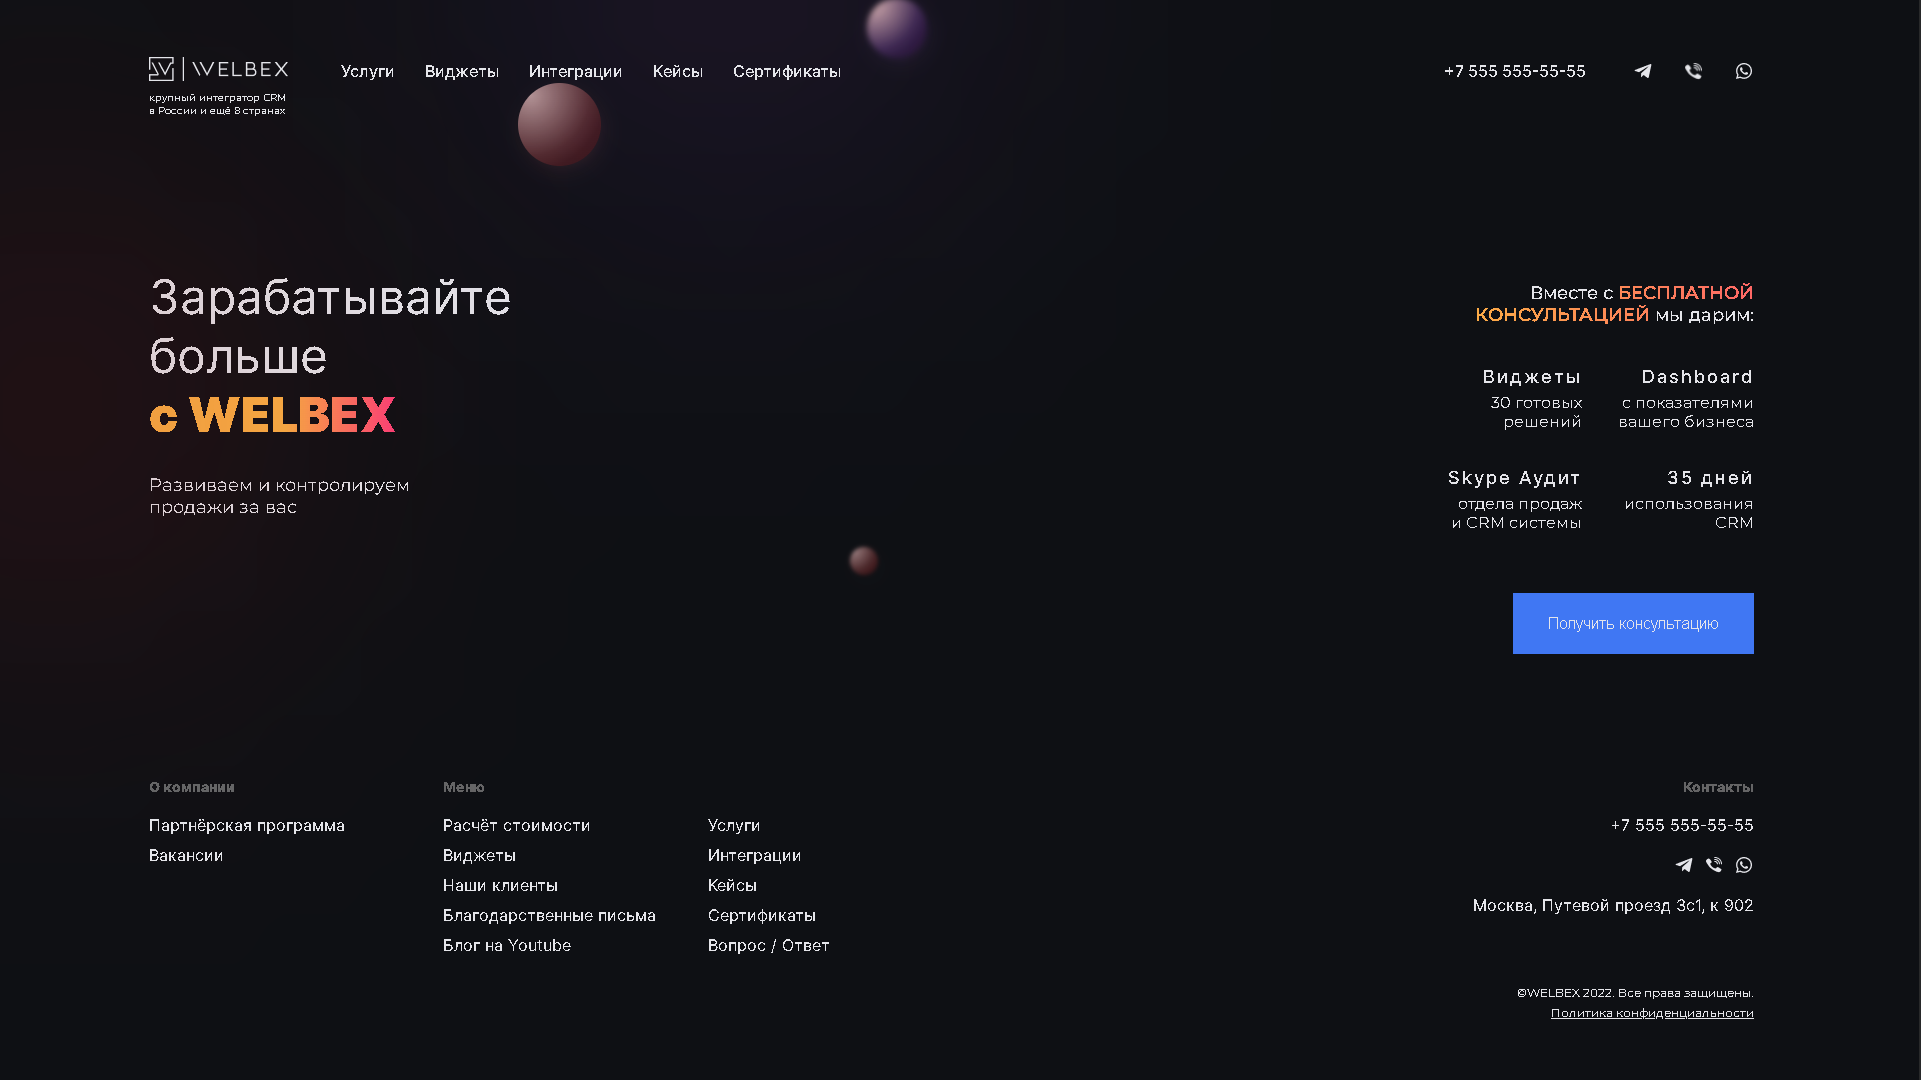 WELBEX
крупный интегратор CRM
в России и ещё 8 странах
Услуги
Виджеты
Интеграции
Кейсы
Сертификаты
+7 555 555-55-55
Зарабатывайте
больше
с WELBEX
Развиваем и контролируем
продажи за вас
Вместе с БЕСПЛАТНОЙ
КОНСУЛЬТАЦИЕЙ мы дарим:
Виджеты
30 готовых
решений
Dashboard
с показателями
вашего бизнеса
Skype Аудит
отдела продаж
и CRM системы
35 дней
использования
CRM
Получить консультацию
О компании
Партнёрская программа
Вакансии
Меню
Расчёт стоимости
Виджеты
Наши клиенты
Благодарственные письма
Блог на Youtube
Услуги
Интеграции
Кейсы
Сертификаты
Вопрос / Ответ
Контакты
+7 555 555-55-55
Москва, Путевой проезд 3с1, к 902
©WELBEX 2022. Все права защищены.
Политика конфиденциальности